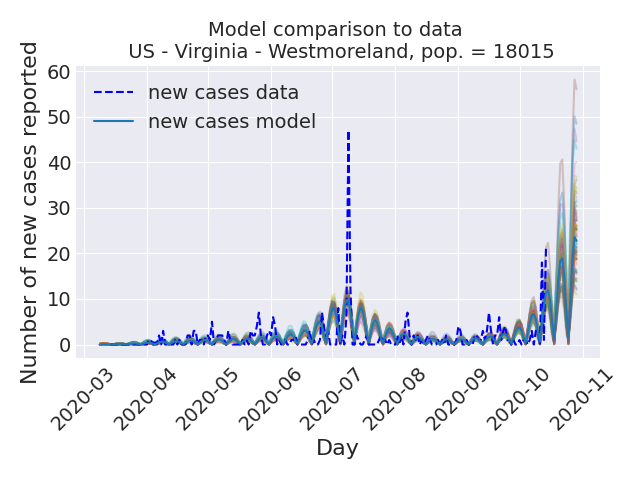 Model comparison to data
US - Virginia - Westmoreland, pop. = 18015
Number of new cases reported
60
50
40
30
20
10
0
new cases data
new cases model
2020-03
2020-04
2020-05
2020-06
2020-07
2020-08
2020-09
2020-10
2020-11
Day